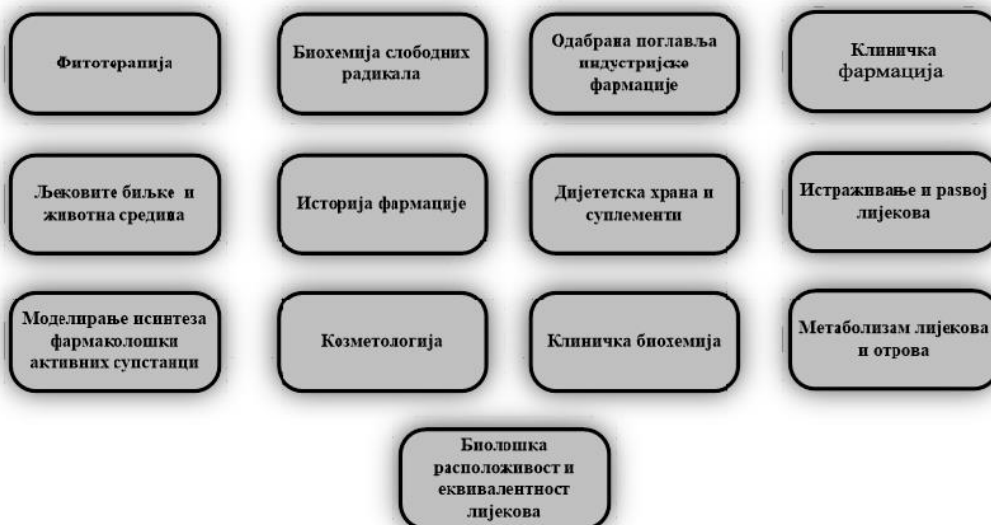 Фитотерапија
Биохемија слободних
радикала
Одабрана поглавља
индустријске
фармације
Клиничка
фармација
Љековите биљке и
животна средина
Историја фармације
Дијететска храна и
суплементи
Истраживање и развој
лијекова
Моделирање исинтеза
фармаколошки
активних супстанци
Козметологија
Клиничка биохемија
Метаболизам лијекова
и отрова
Биолошка
расположивост и
еквивалентност
лијекова